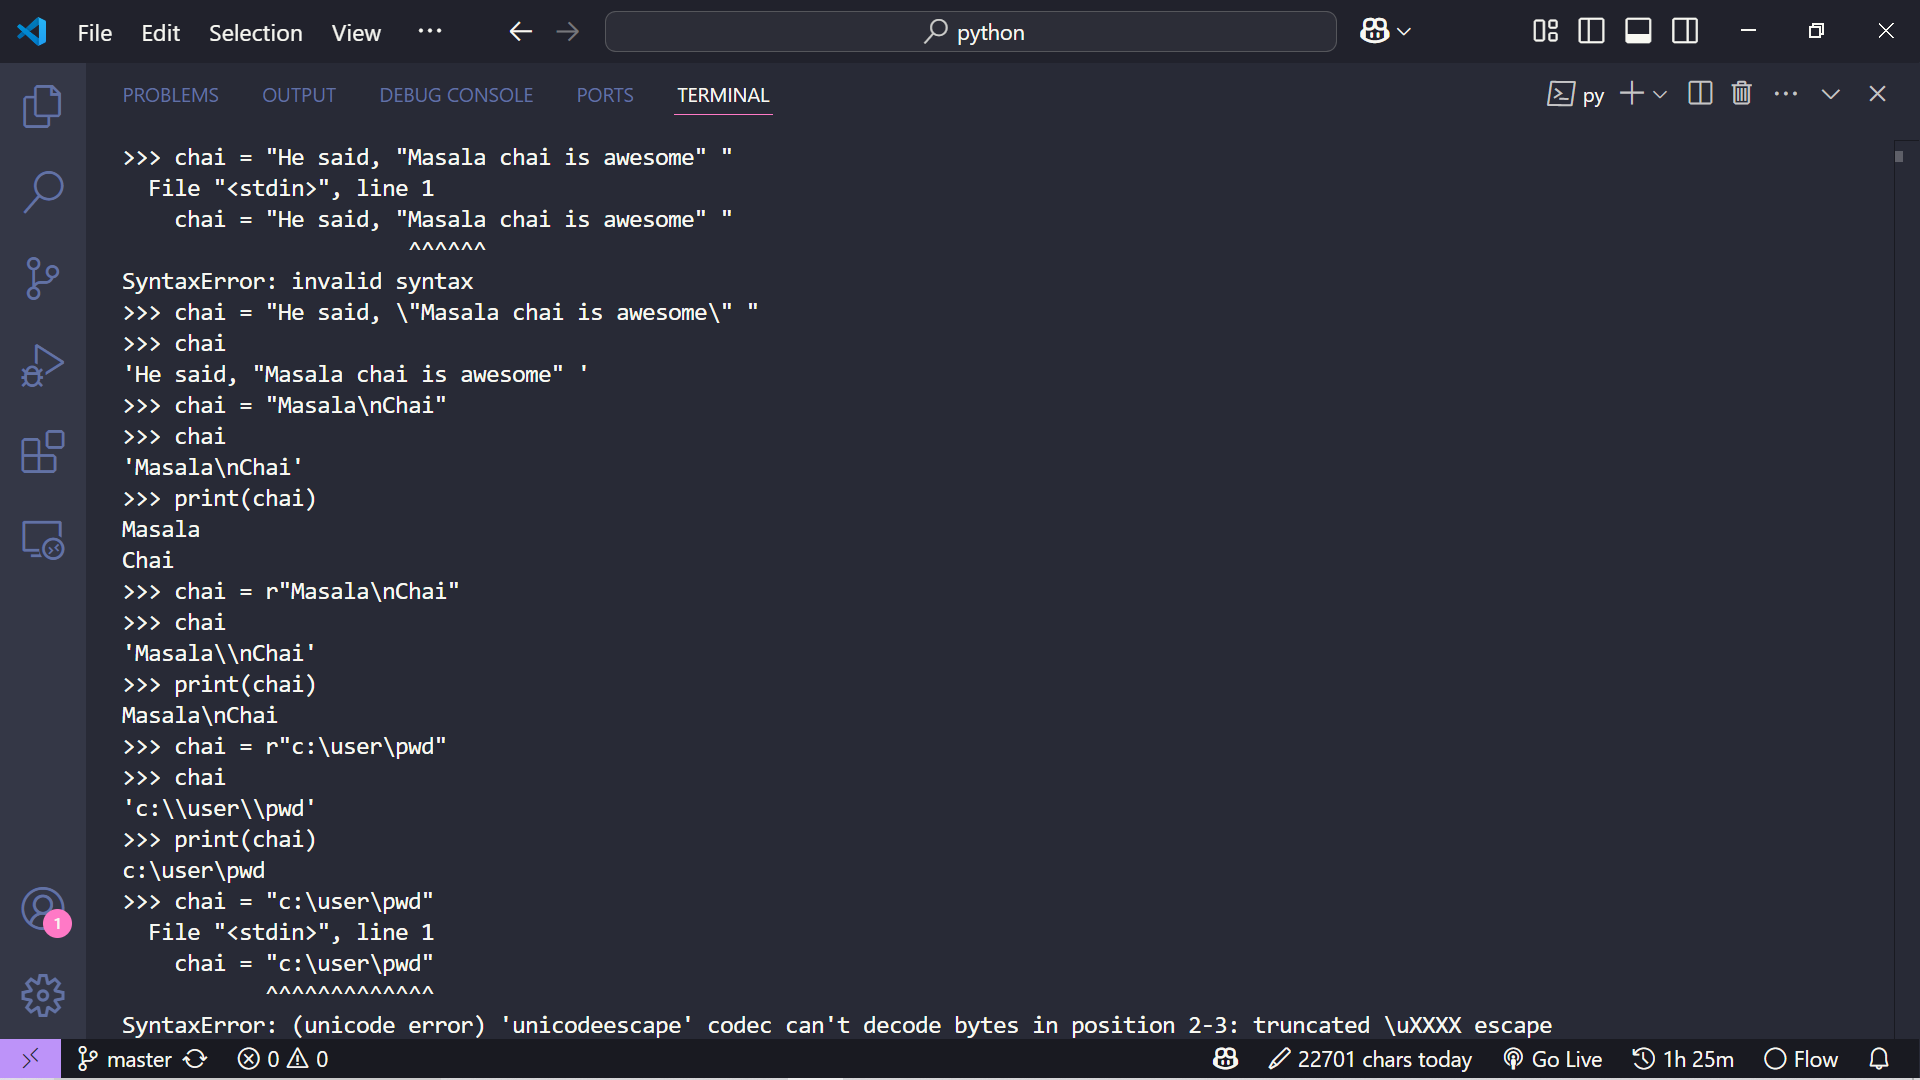 File Edit Selection View ··· python
PROBLEMS OUTPUT DEBUG CONSOLE PORTS TERMINAL py
>>> chai = "He said, "Masala chai is awesome" "
  File "<stdin>", line 1
    chai = "He said, "Masala chai is awesome" "
                      ^^^^^^
SyntaxError: invalid syntax
>>> chai = "He said, \"Masala chai is awesome\" "
>>> chai
'He said, "Masala chai is awesome" '
>>> chai = "Masala\nChai"
>>> chai
'Masala\nChai'
>>> print(chai)
Masala
Chai
>>> chai = r"Masala\nChai"
>>> chai
'Masala\\nChai'
>>> print(chai)
Masala\nChai
>>> chai = r"c:\user\pwd"
>>> chai
'c:\\user\\pwd'
>>> print(chai)
c:\user\pwd
>>> chai = "c:\user\pwd"
  File "<stdin>", line 1
    chai = "c:\user\pwd"
           ^^^^^^^^^^^^^
SyntaxError: (unicode error) 'unicodeescape' codec can't decode bytes in position 2-3: truncated \uXXXX escape
1
master 0 0 22701 chars today Go Live 1h 25m Flow